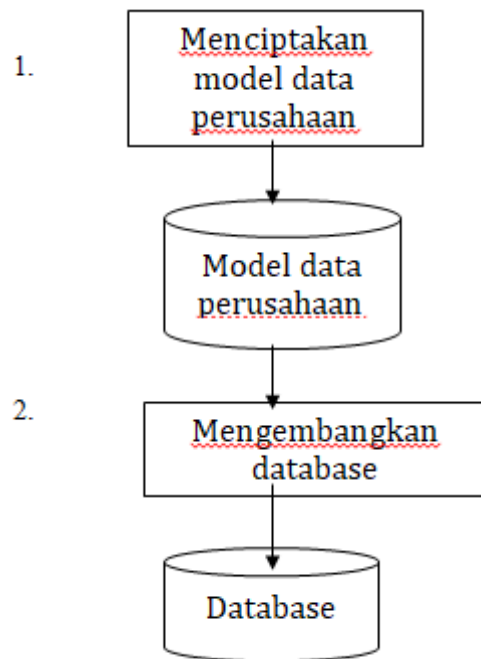 1.
Menciptakan
model data
perusahaan
Model data
perusahaan
2.
Mengembangkan
database
Database